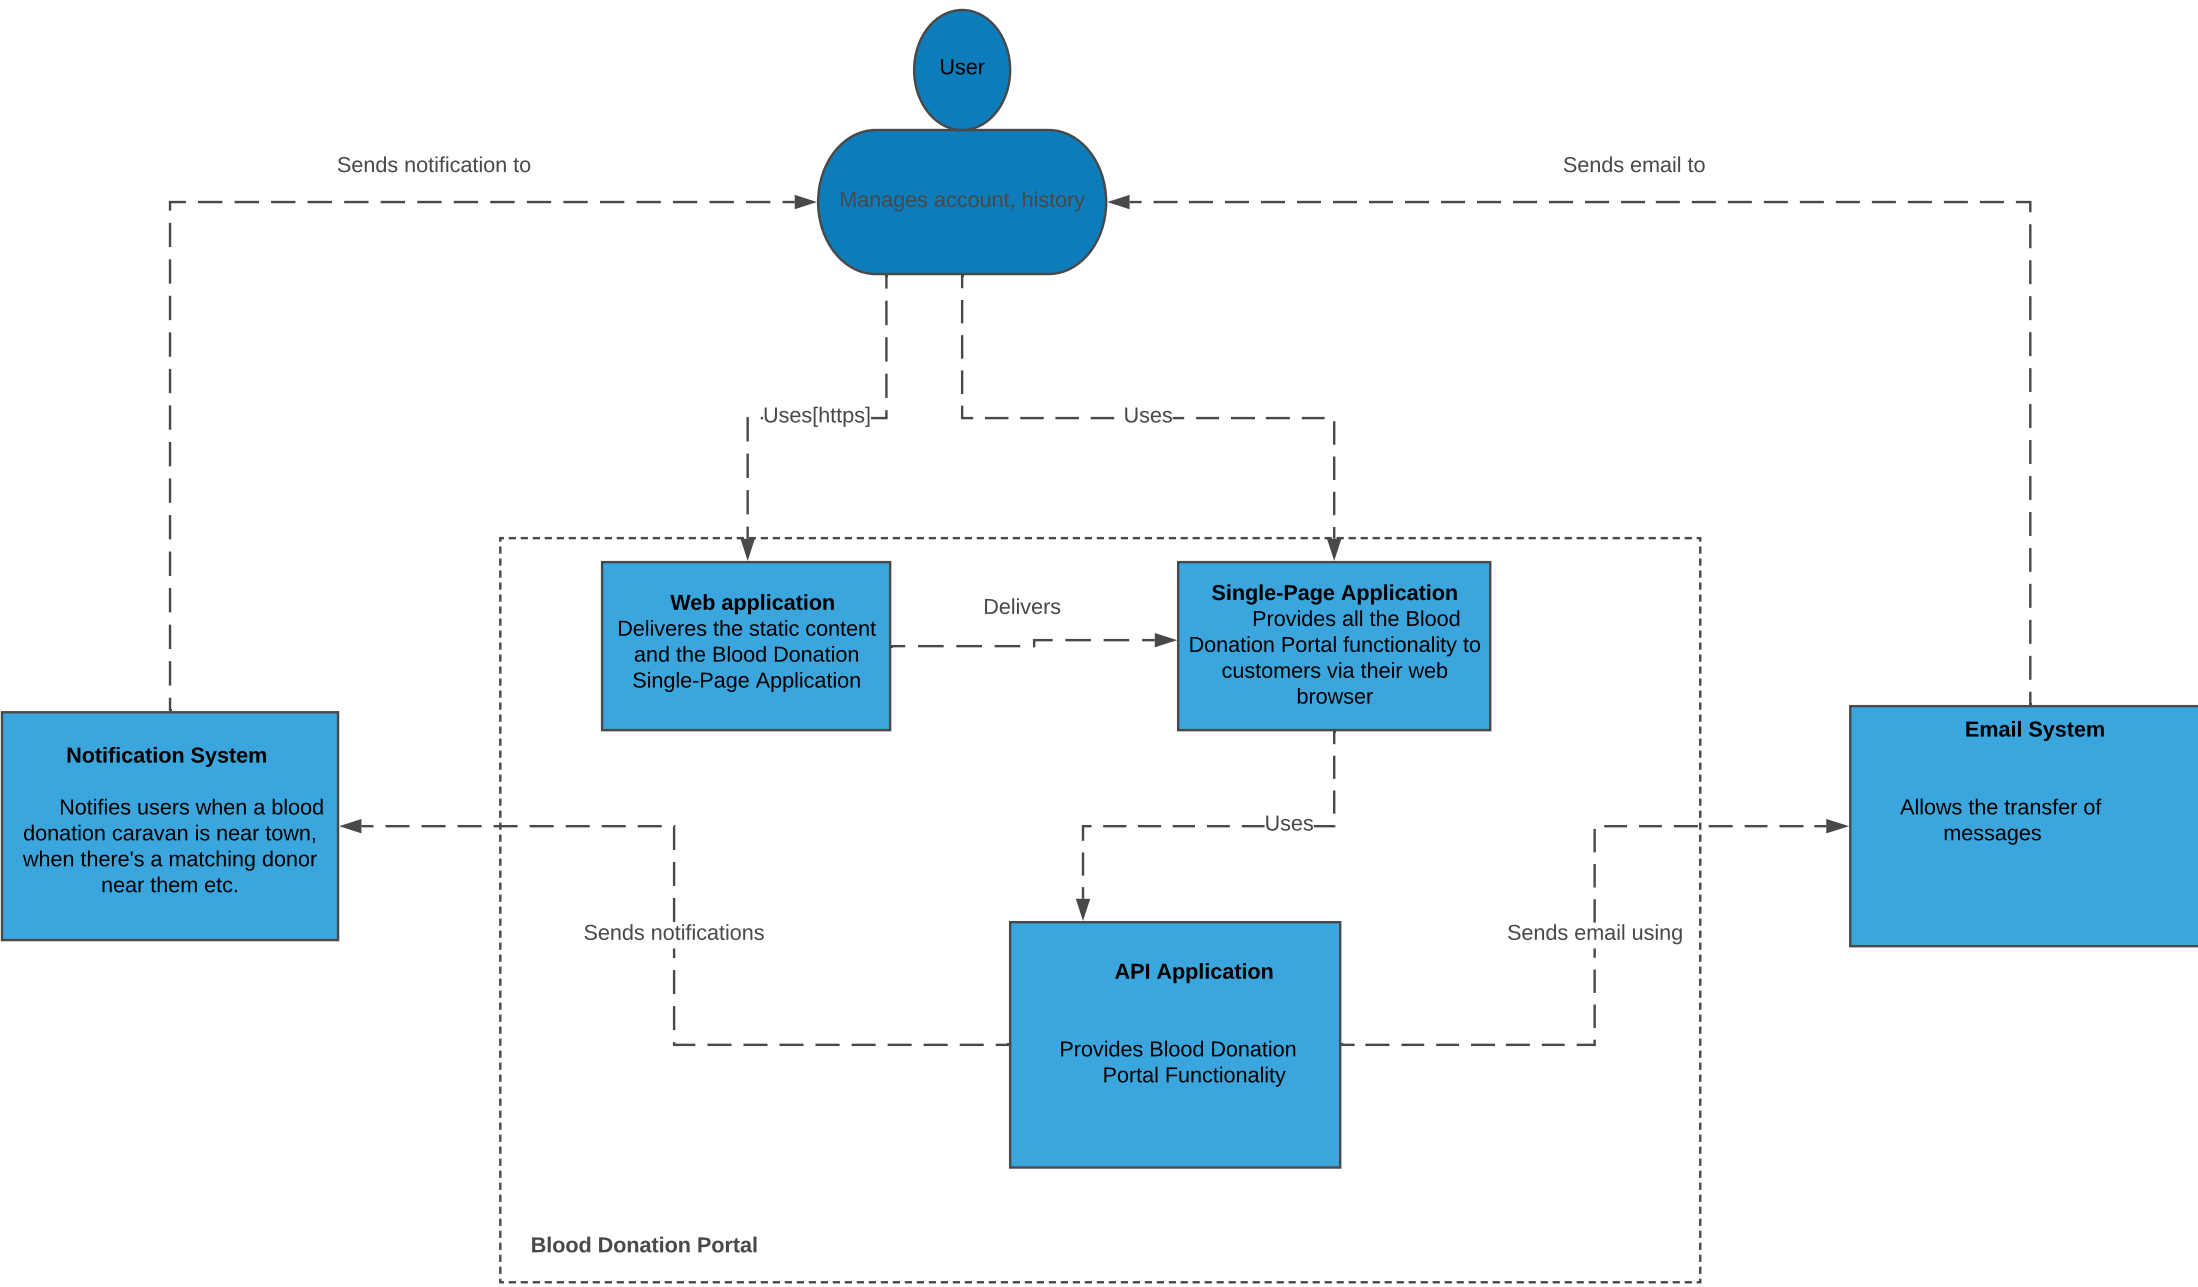 User
Sends notification to
Sends email to
Manages account, history
Uses[https]
Uses
Web application
Deliveres the static content
and the Blood Donation
Single-Page Application
Delivers
Single-Page Application
Provides all the Blood
Donation Portal functionality to
customers via their web
browser
Notification System
Notifies users when a blood
donation caravan is near town,
when there's a matching donor
near them etc.
Email System
Allows the transfer of
messages
Uses
Sends notifications
Sends email using
API Application
Provides Blood Donation
Portal Functionality
Blood Donation Portal